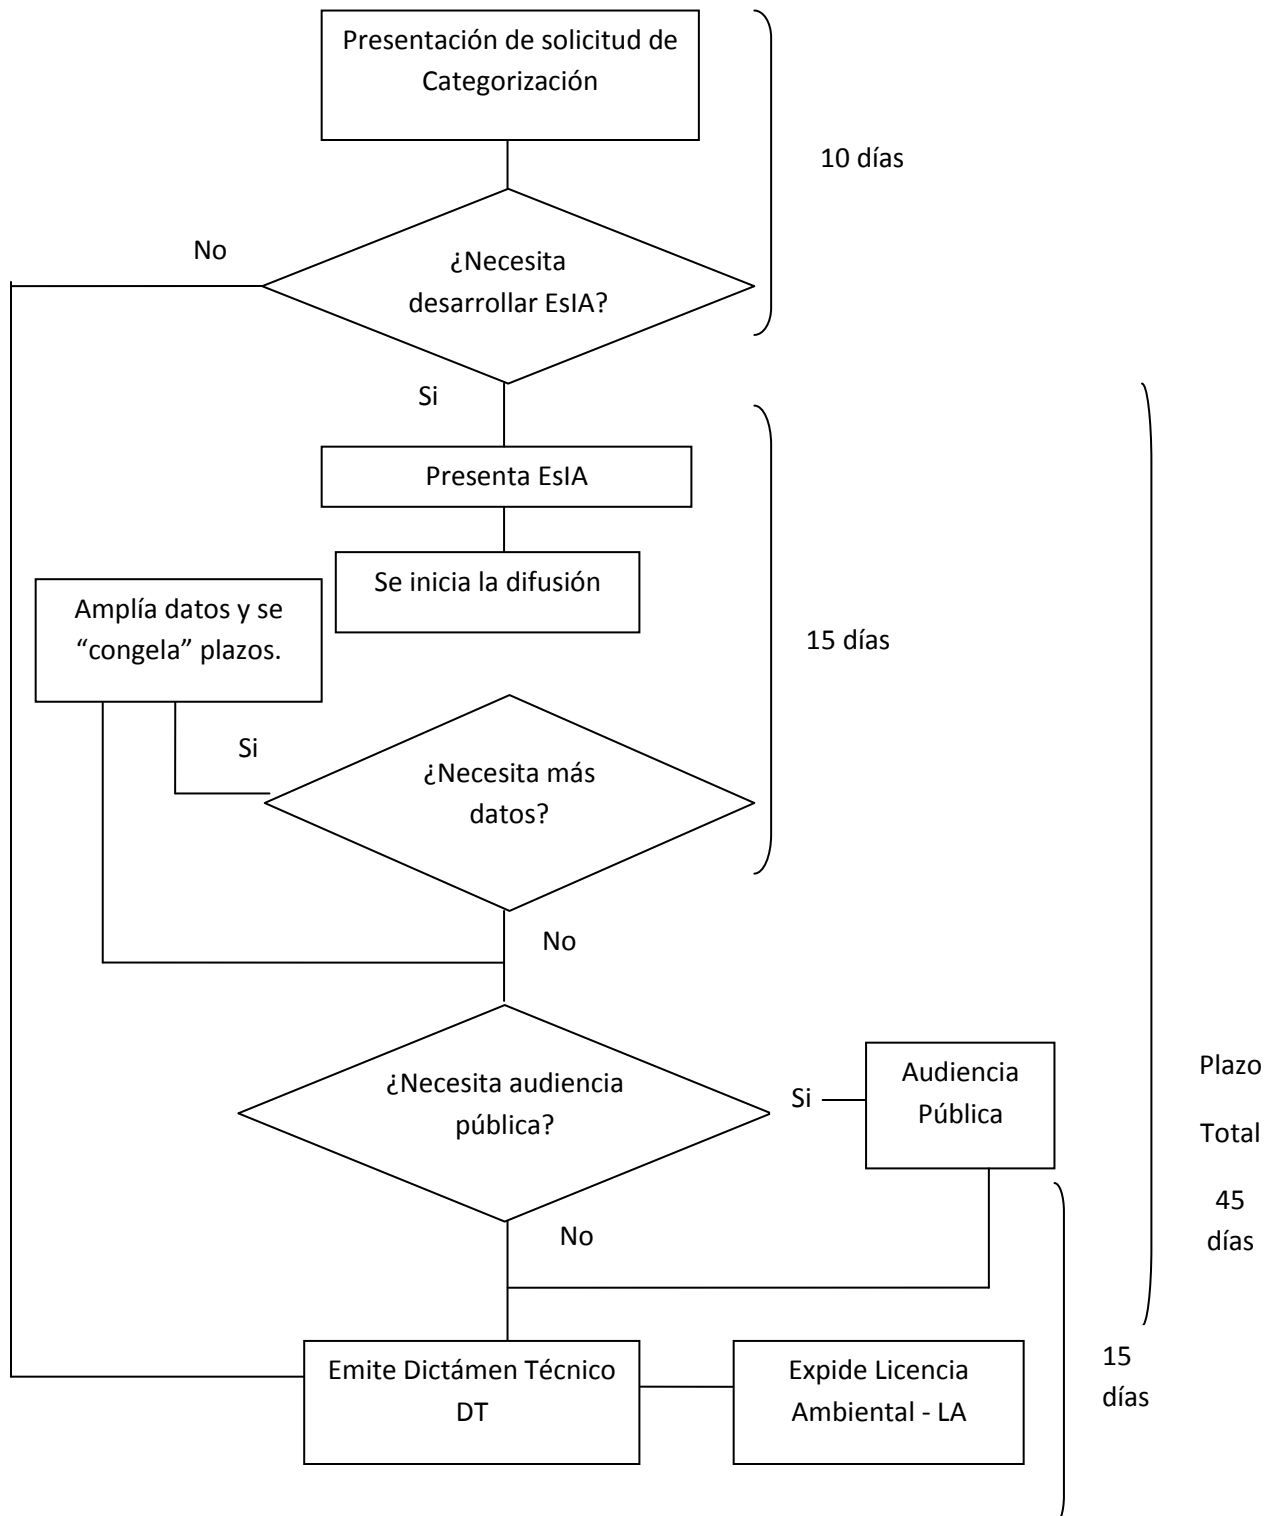 Presentación de solicitud de
Categorización
10 días
No
¿Necesita
desarrollar EsIA?
Si
Presenta EsIA
Se inicia la difusión
Amplía datos y se
“congela” plazos.
15 días
Si
¿Necesita más
datos?
No
¿Necesita audiencia
pública?
Si
Audiencia
Pública
Plazo
Total
45
días
No
Emite Dictámen Técnico
DT
Expide Licencia
Ambiental - LA
15
días